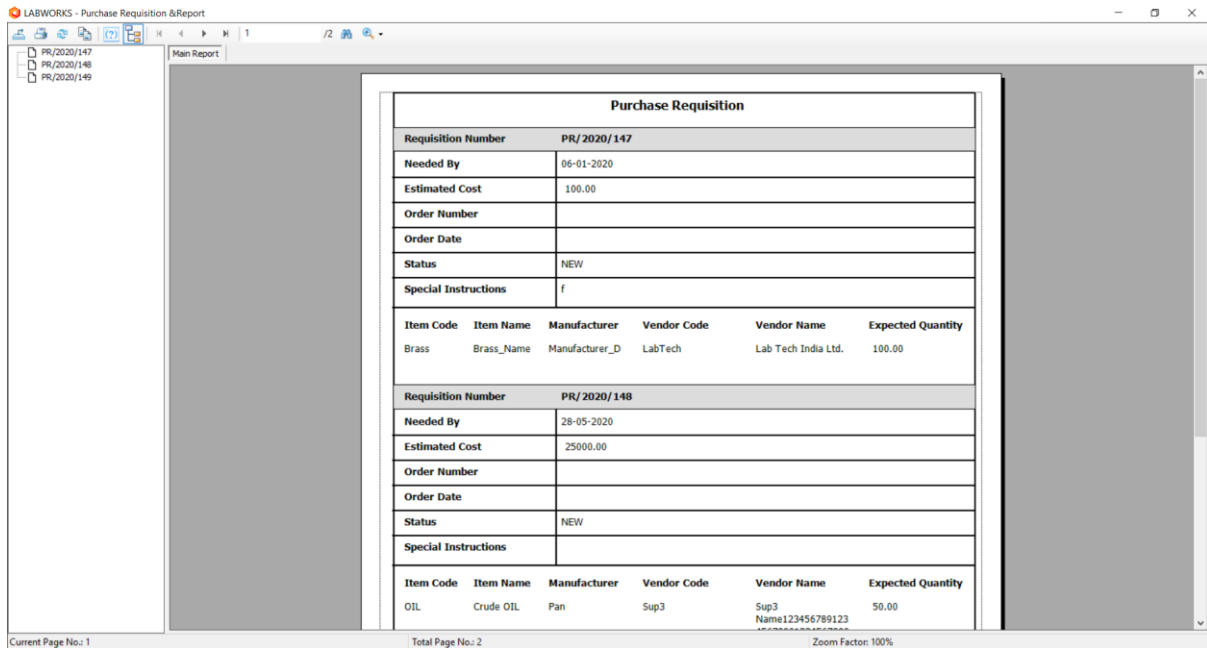 LABWORKS - Purchase Requisition &Report
1 /2
PR/2020/147
PR/2020/148
PR/2020/149
Main Report
Purchase Requisition
Requisition Number PR/2020/147
Needed By 06-01-2020
Estimated Cost 100.00
Order Number
Order Date
Status NEW
Special Instructions f
Item Code Item Name Manufacturer Vendor Code Vendor Name Expected Quantity
Brass Brass_Name Manufacturer_D LabTech Lab Tech India Ltd. 100.00
Requisition Number PR/2020/148
Needed By 28-05-2020
Estimated Cost 25000.00
Order Number
Order Date
Status NEW
Special Instructions
Item Code Item Name Manufacturer Vendor Code Vendor Name Expected Quantity
OIL Crude OIL Pan Sup3 Sup3 50.00
Name123456789123
Current Page No.: 1 Total Page No.: 2 Zoom Factor: 100%